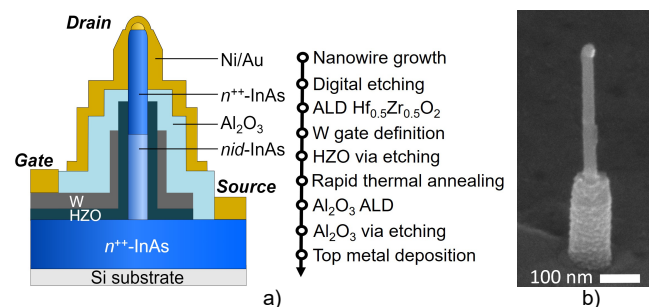 Drain
Ni/Au
n++-InAs
Al2O3
nid-InAs
Gate
Source
W
HZO
n++-InAs
Si substrate
a)
Nanowire growth
Digital etching
ALD Hf0.5Zr0.5O2
W gate definition
HZO via etching
Rapid thermal annealing
Al2O3 ALD
Al2O3 via etching
Top metal deposition
100 nm
b)